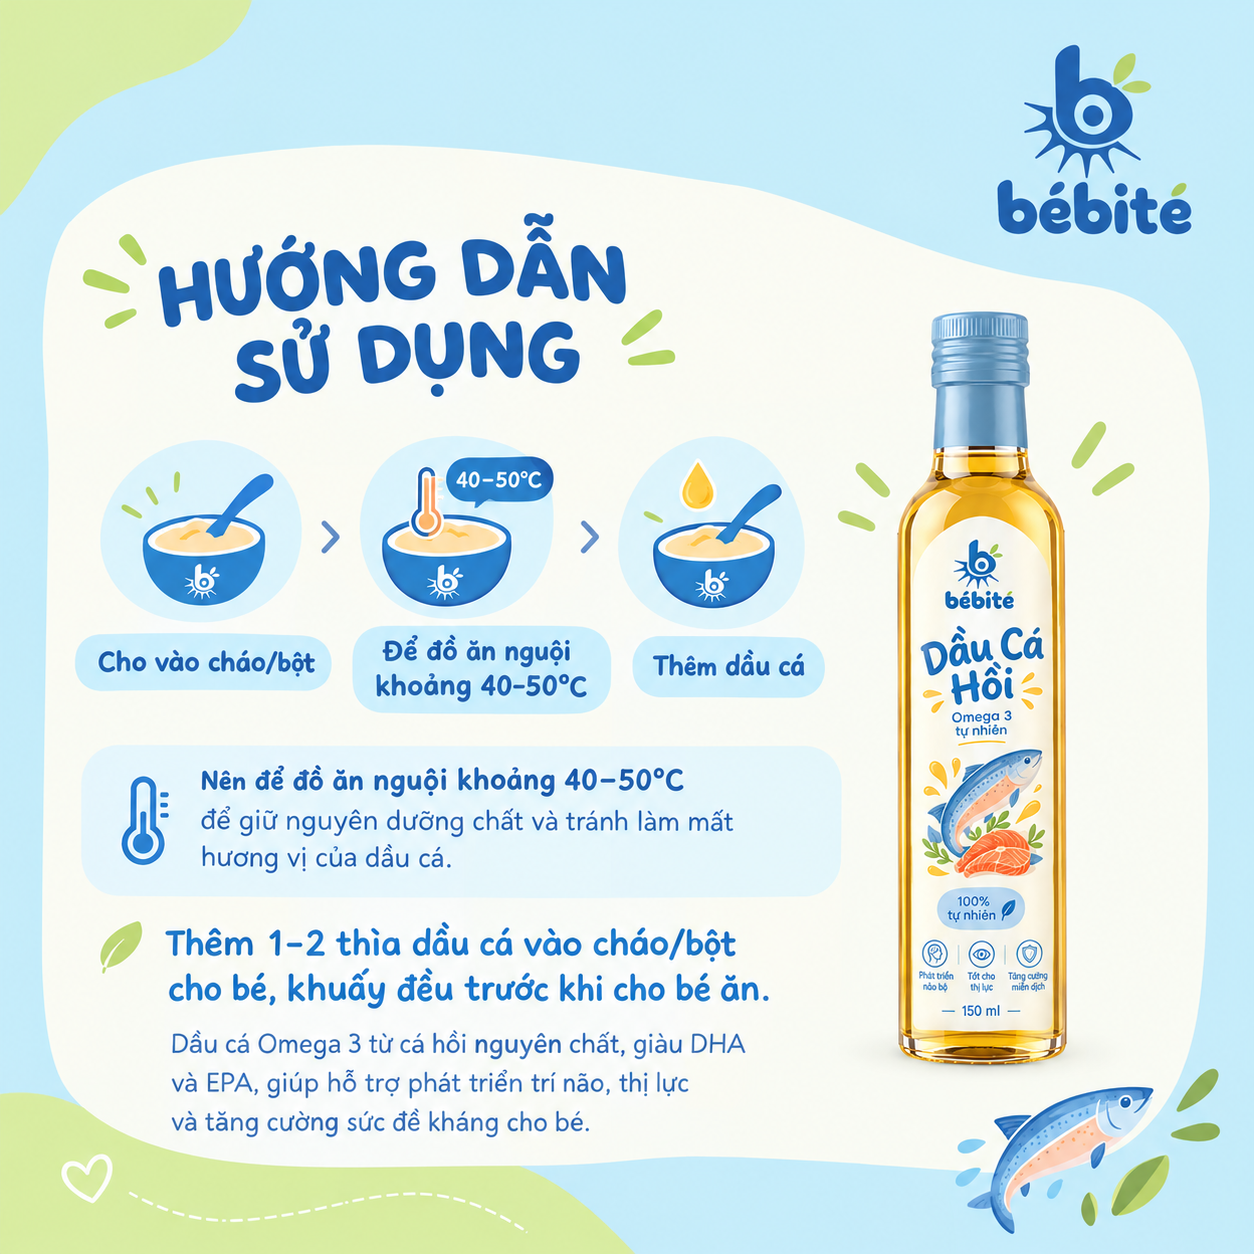 bébité
HƯỚNG DẪN
SỬ DỤNG
40–50°C
Cho vào cháo/bột
Để đồ ăn nguội
khoảng 40–50°C
Thêm dầu cá
Nên để đồ ăn nguội khoảng 40–50°C
để giữ nguyên dưỡng chất và tránh làm mất
hương vị của dầu cá.
Thêm 1–2 thìa dầu cá vào cháo/bột
cho bé, khuấy đều trước khi cho bé ăn.
Dầu cá Omega 3 từ cá hồi nguyên chất, giàu DHA
và EPA, giúp hỗ trợ phát triển trí não, thị lực
và tăng cường sức đề kháng cho bé.
bébité
Dầu Cá
Hồi
Omega 3
tự nhiên
100%
tự nhiên
Phát triển
não bộ
Tốt cho
thị lực
Tăng cường
miễn dịch
150 ml